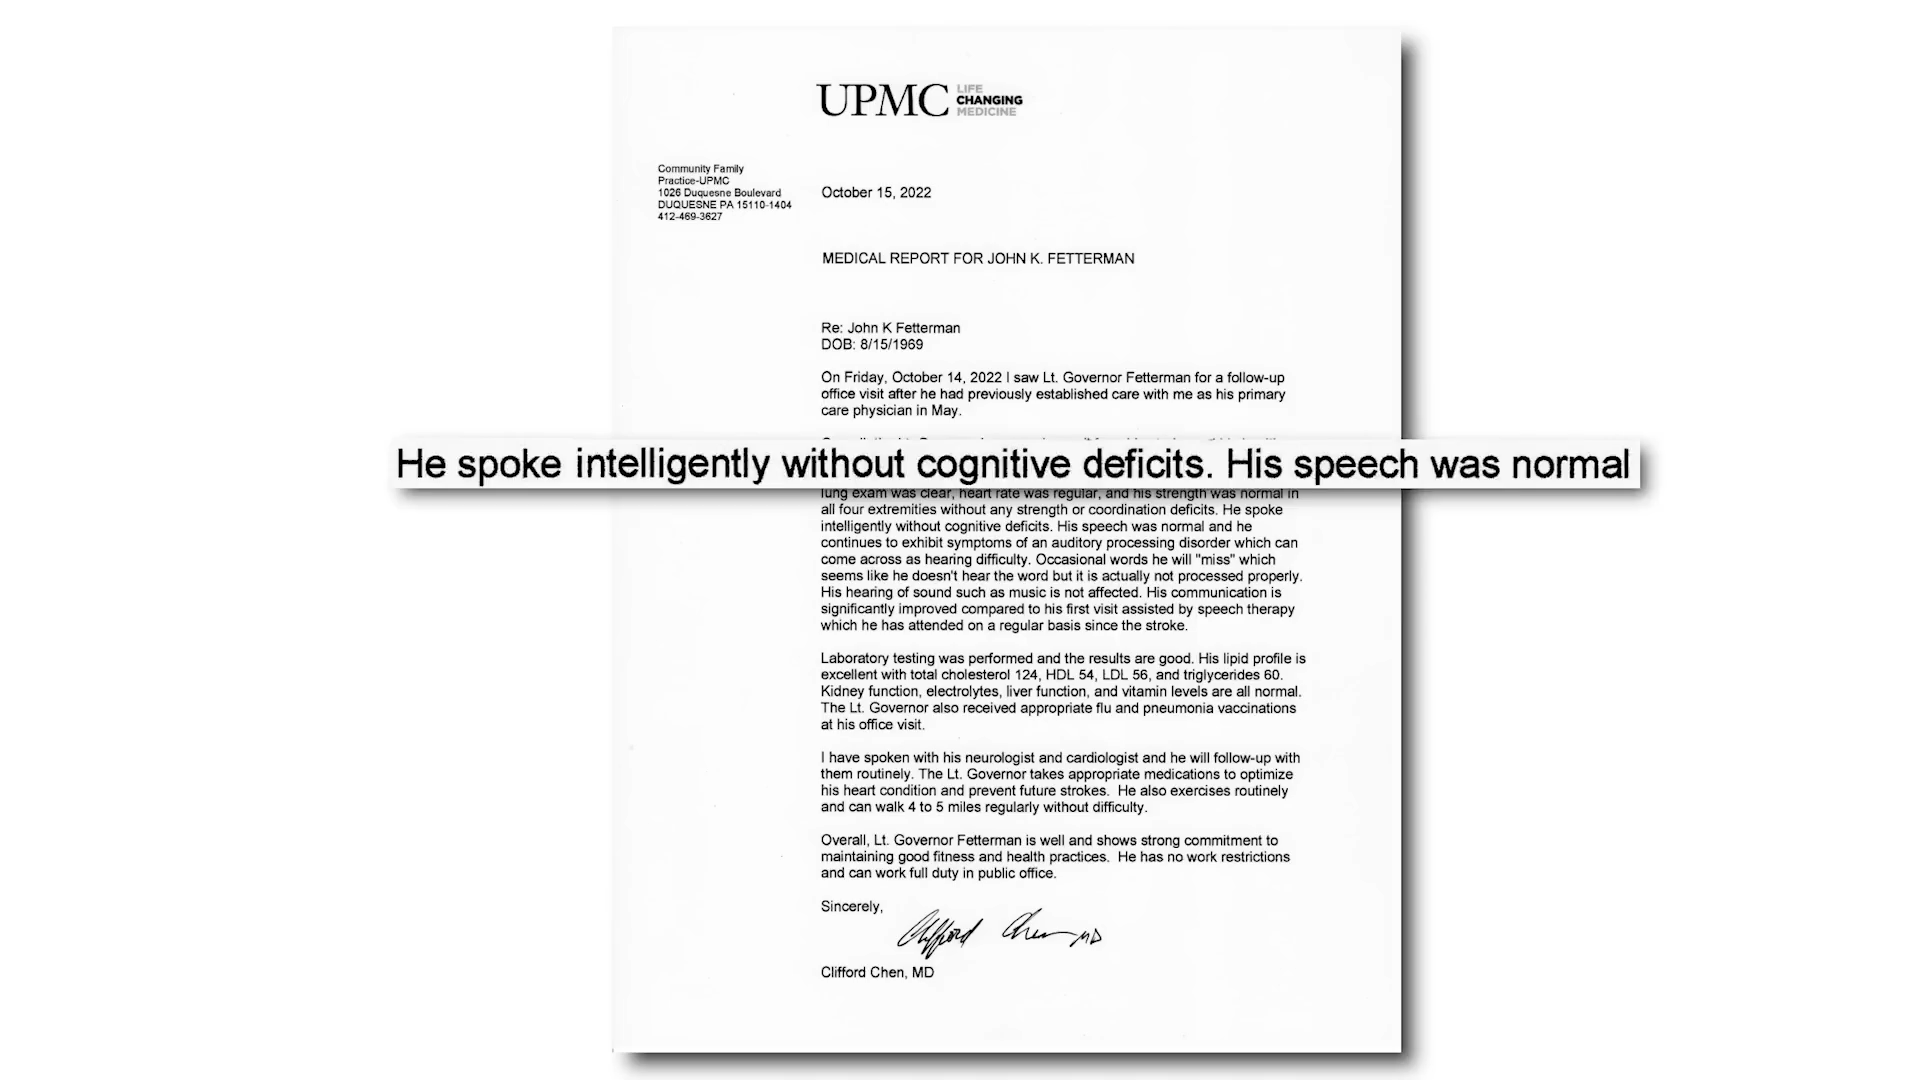 UPMC LIFE
CHANGING
MEDICINE
Community Family
Practice-UPMC
1026 Duquesne Boulevard
DUQUESNE PA 15110-1404
412-469-3627
October 15, 2022
MEDICAL REPORT FOR JOHN K. FETTERMAN
Re: John K Fetterman
DOB: 8/15/1969
On Friday, October 14, 2022 I saw Lt. Governor Fetterman for a follow-up
office visit after he had previously established care with me as his primary
care physician in May.
He spoke intelligently without cognitive deficits. His speech was normal
lung exam was clear, heart rate was regular, and his strength was normal in
all four extremities without any strength or coordination deficits. He spoke
intelligently without cognitive deficits. His speech was normal and he
continues to exhibit symptoms of an auditory processing disorder which can
come across as hearing difficulty. Occasional words he will "miss" which
seems like he doesn't hear the word but it is actually not processed properly.
His hearing of sound such as music is not affected. His communication is
significantly improved compared to his first visit assisted by speech therapy
which he has attended on a regular basis since the stroke.
Laboratory testing was performed and the results are good. His lipid profile is
excellent with total cholesterol 124, HDL 54, LDL 56, and triglycerides 60.
Kidney function, electrolytes, liver function, and vitamin levels are all normal.
The Lt. Governor also received appropriate flu and pneumonia vaccinations
at his office visit.
I have spoken with his neurologist and cardiologist and he will follow-up with
them routinely. The Lt. Governor takes appropriate medications to optimize
his heart condition and prevent future strokes.  He also exercises routinely
and can walk 4 to 5 miles regularly without difficulty.
Overall, Lt. Governor Fetterman is well and shows strong commitment to
maintaining good fitness and health practices.  He has no work restrictions
and can work full duty in public office.
Sincerely,
Clifford Chen MD
Clifford Chen, MD